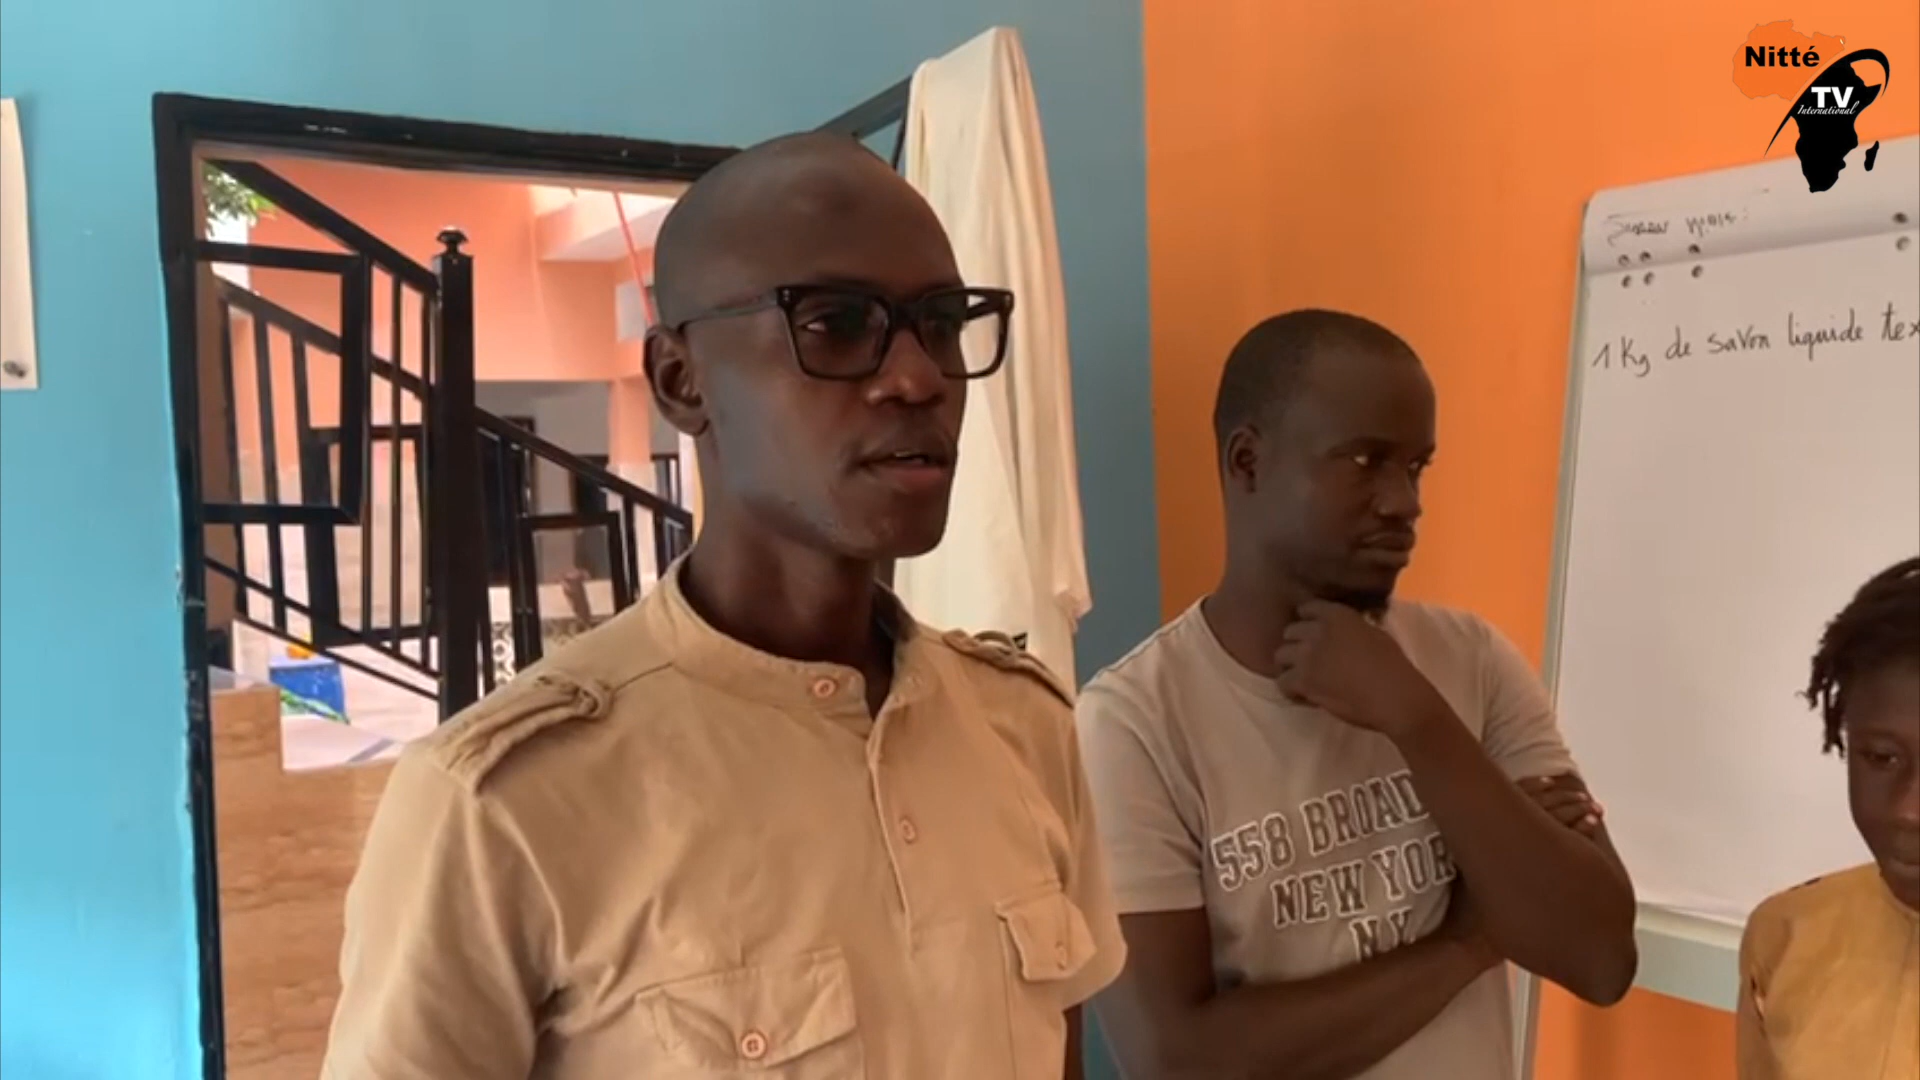 Nitté
TV
International
1 Kg de savon liquide tex
558 BROAD
NEW YOR
N.Y.